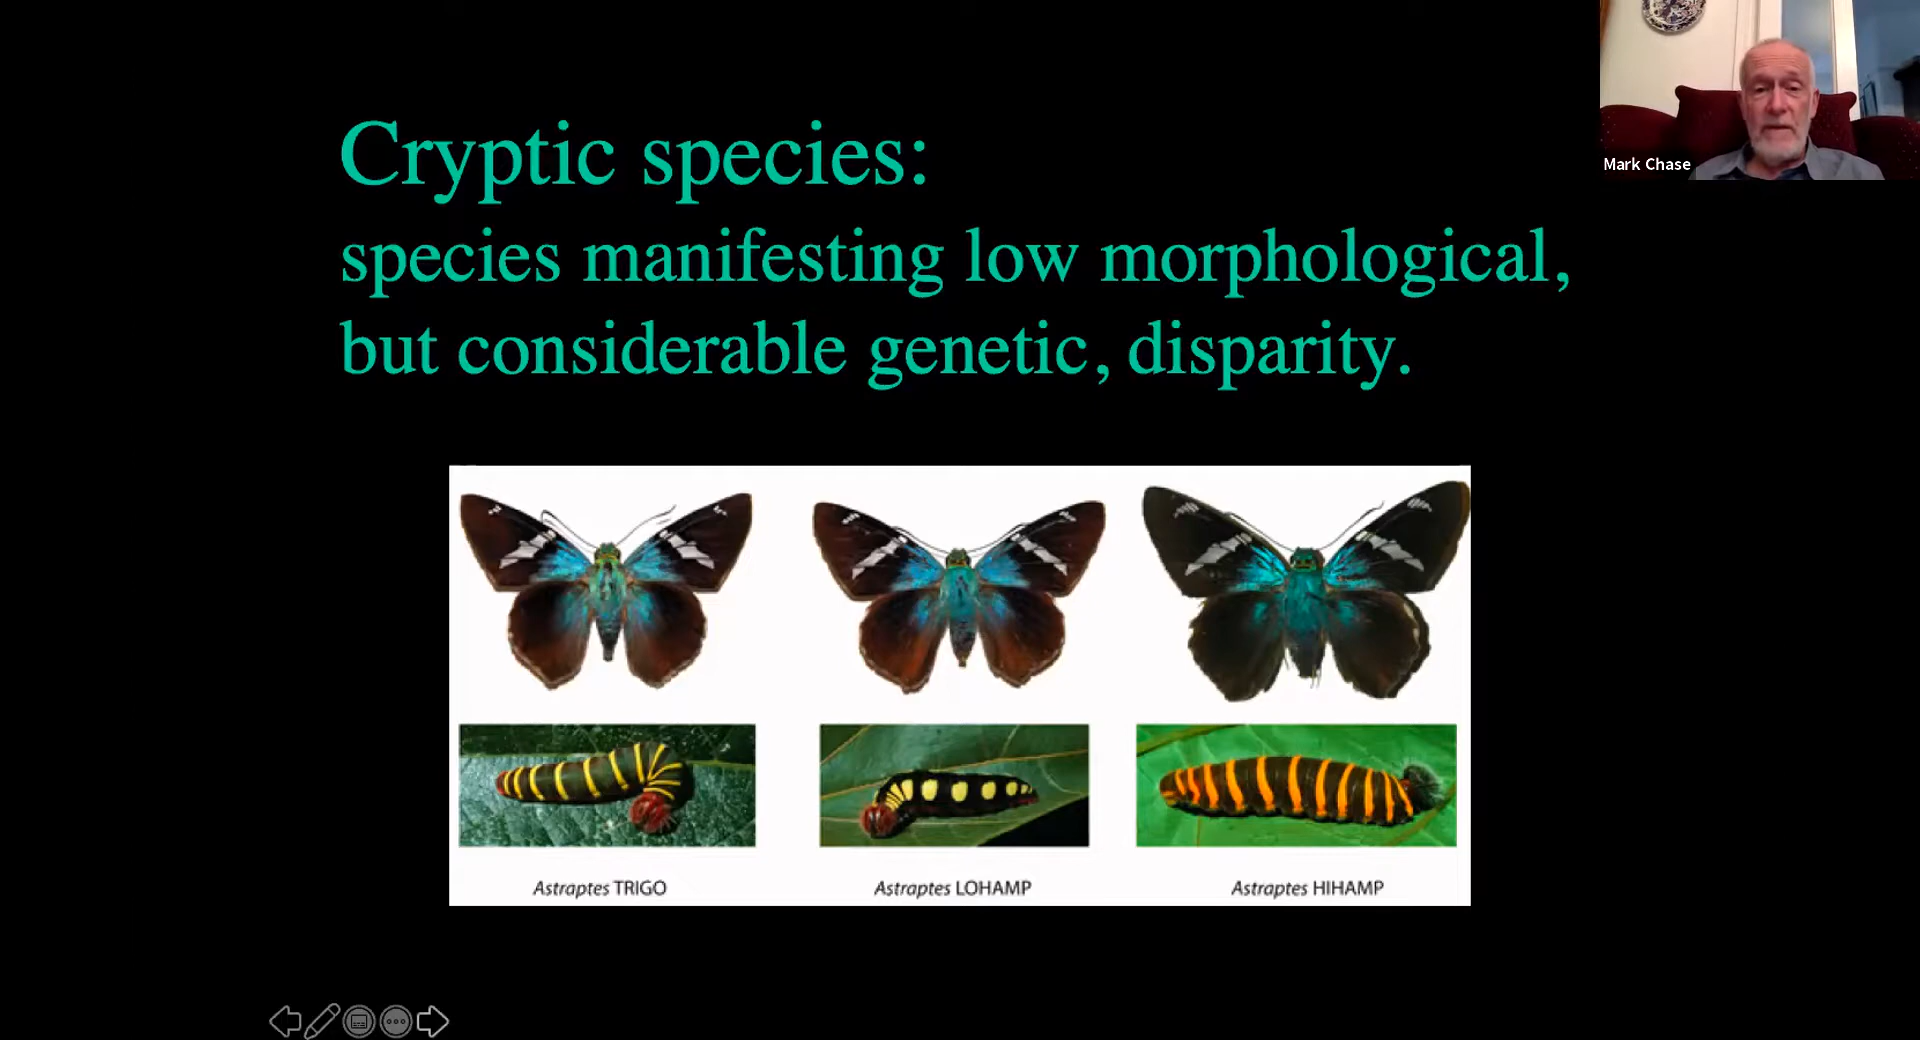 Cryptic species:
species manifesting low morphological,
but considerable genetic, disparity.
Mark Chase
Astraptes TRIGO
Astraptes LOHAMP
Astraptes HIHAMP